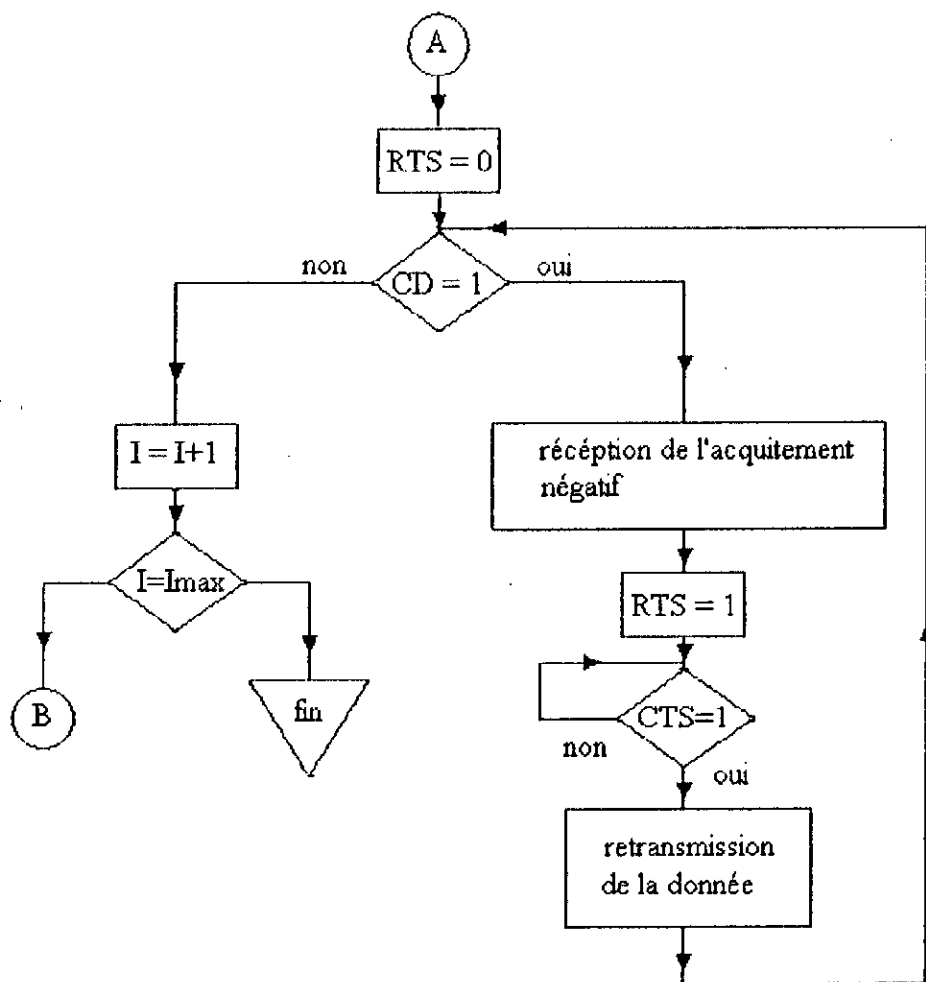 A
RTS = 0
non
CD = 1
oui
I = I+1
récéption de l'acquitement
négatif
I=Imax
RTS = 1
B
fin
CTS=1
non
oui
retransmission
de la donnée